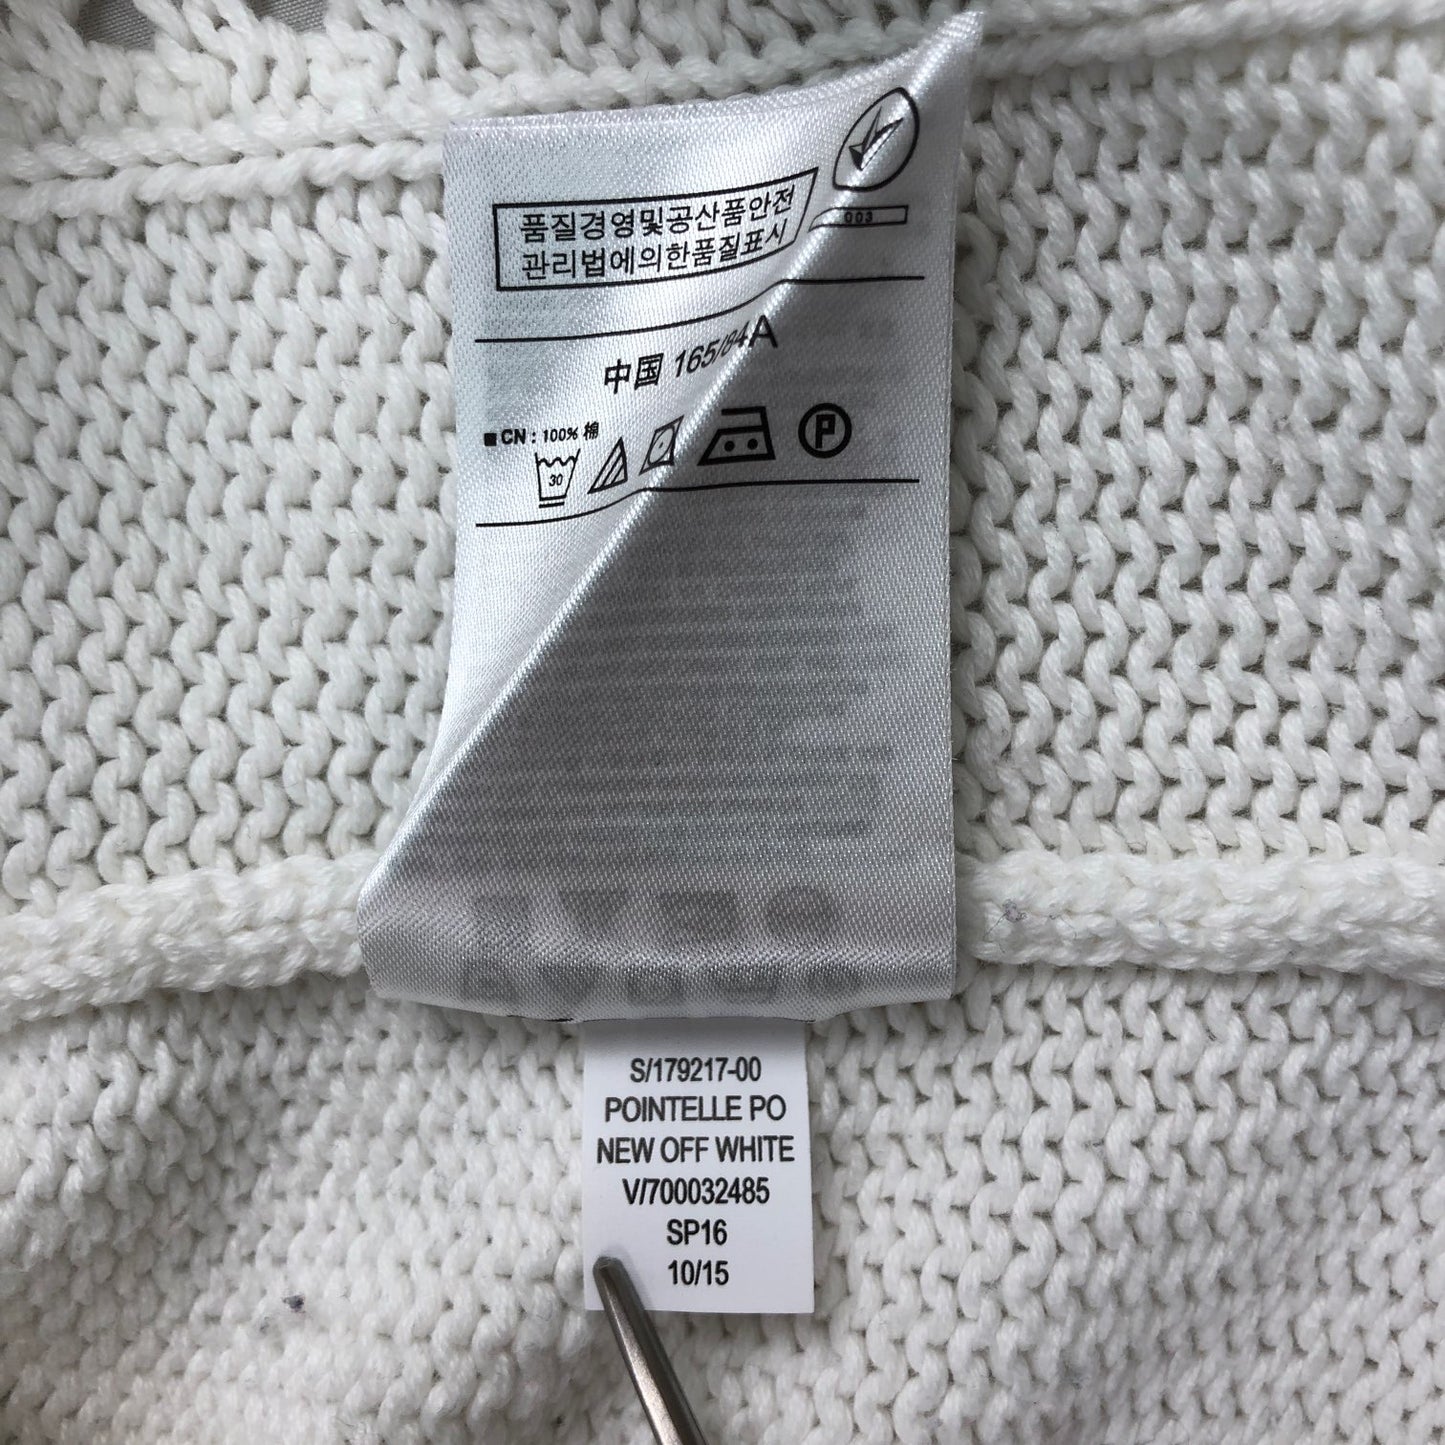 품질경영및공산품안전
관리법에의한품질표시
003
中国 165/84A
■CN : 100% 棉
30
P
S/179217-00
POINTELLE PO
NEW OFF WHITE
V/700032485
SP16
10/15